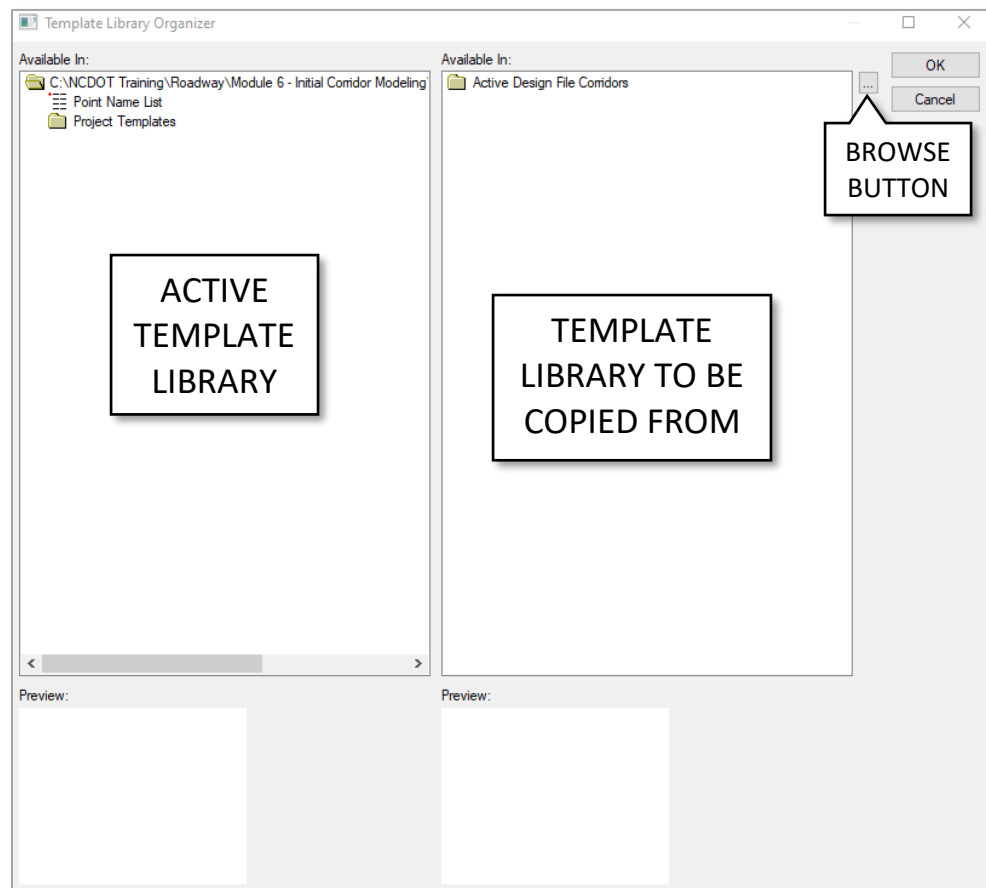 Template Library Organizer
Available In:
C:\NCDOT Training\Roadway\Module 6 - Initial Corridor Modeling
Point Name List
Project Templates
Available In:
Active Design File Corridors
...
OK
Cancel
BROWSE
BUTTON
ACTIVE
TEMPLATE
LIBRARY
TEMPLATE
LIBRARY TO BE
COPIED FROM
Preview:
Preview: